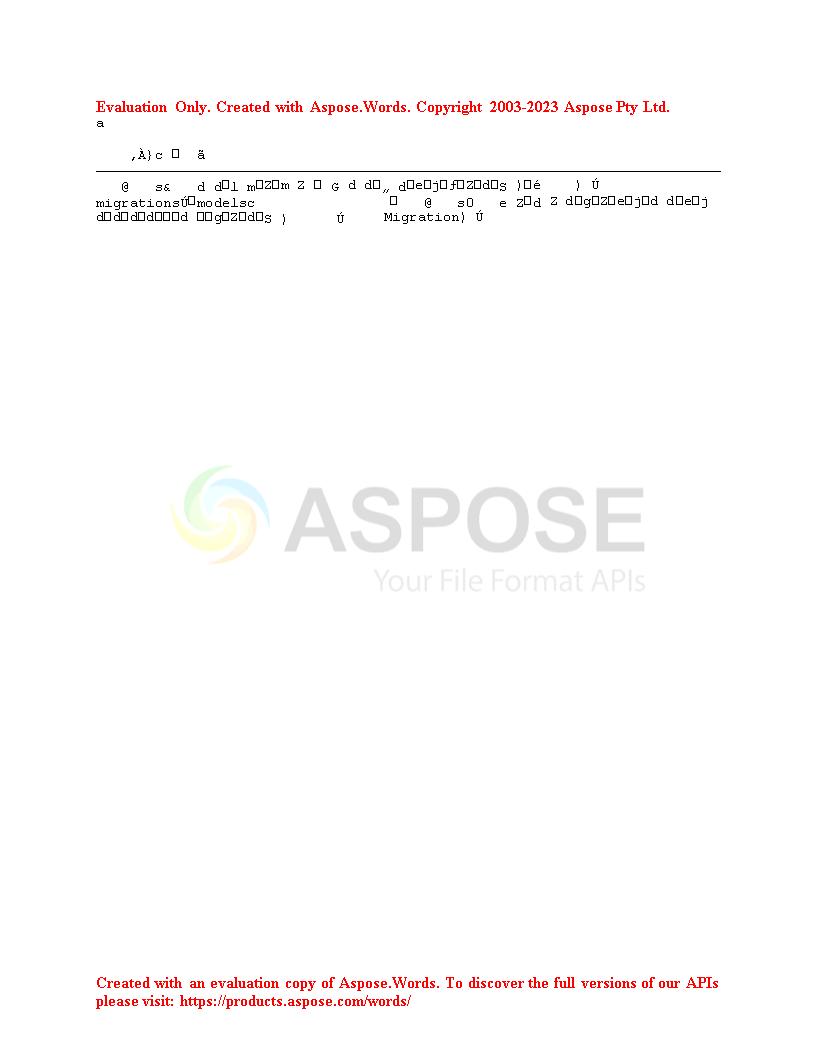 Evaluation Only. Created with Aspose.Words. Copyright 2003-2023 Aspose Pty Ltd.
a
‚À}c □ ã
@ s& d d□l m□Z□m Z □ G d d□„ d□e□j□ƒ□Z□d□S )□é ) Ú
migrationsÚ□modelsc □ @ s0 e Z□d Z d□g□Z□e□j□d d□e□j
d□d□d□d□□□d □□g□Z□d□S ) Ú Migration) Ú
ASPOSE
Your File Format APIs
Created with an evaluation copy of Aspose.Words. To discover the full versions of our APIs
please visit: https://products.aspose.com/words/